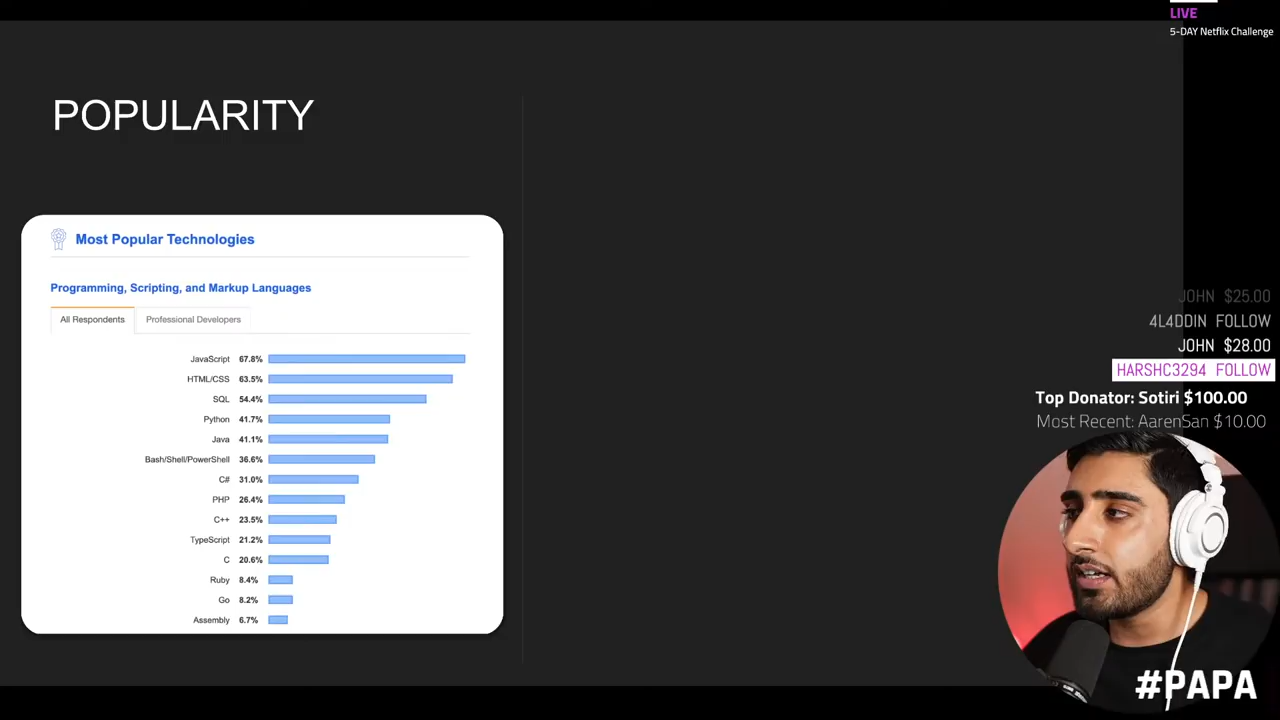 LIVE
5-DAY Netflix Challenge
POPULARITY
Most Popular Technologies
Programming, Scripting, and Markup Languages
All Respondents Professional Developers
JavaScript 67.8%
HTML/CSS 63.5%
SQL 54.4%
Python 41.7%
Java 41.1%
Bash/Shell/PowerShell 36.6%
C# 31.0%
PHP 26.4%
C++ 23.5%
TypeScript 21.2%
C 20.6%
Ruby 8.4%
Go 8.2%
Assembly 6.7%
JOHN $25.00
4L4DDIN FOLLOW
JOHN $28.00
HARSHC3294 FOLLOW
Top Donator: Sotiri $100.00
Most Recent: AarenSan $10.00
#PAPA